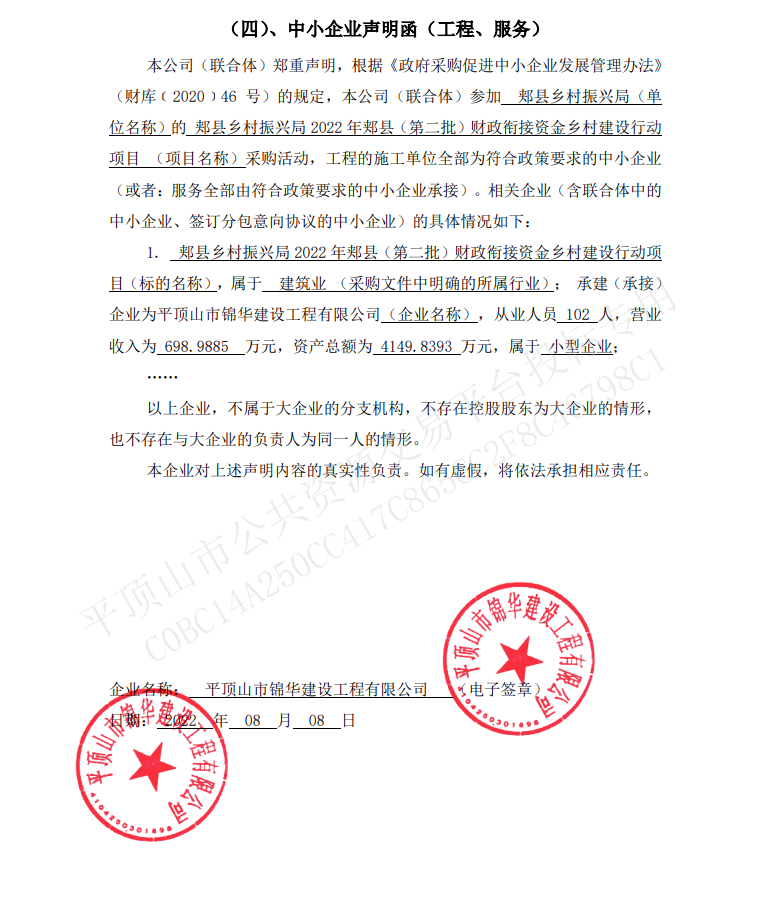 （四）、中小企业声明函（工程、服务）
本公司（联合体）郑重声明，根据《政府采购促进中小企业发展管理办法》
（财库﹝2020﹞46 号）的规定，本公司（联合体）参加 郏县乡村振兴局（单
位名称）的 郏县乡村振兴局 2022 年郏县（第二批）财政衔接资金乡村建设行动
项目 （项目名称）采购活动，工程的施工单位全部为符合政策要求的中小企业
（或者：服务全部由符合政策要求的中小企业承接）。相关企业（含联合体中的
中小企业、签订分包意向协议的中小企业）的具体情况如下：
1. 郏县乡村振兴局 2022 年郏县（第二批）财政衔接资金乡村建设行动项
目（标的名称），属于 建筑业 （采购文件中明确的所属行业）； 承建（承接）
企业为平顶山市锦华建设工程有限公司（企业名称），从业人员 102 人，营业
收入为 698.9885 万元，资产总额为 4149.8393 万元，属于 小型企业；
……
以上企业，不属于大企业的分支机构，不存在控股股东为大企业的情形，
也不存在与大企业的负责人为同一人的情形。
本企业对上述声明内容的真实性负责。如有虚假，将依法承担相应责任。
平顶山市公共资源交易平台投标专用
C0BC14A250CC417C865CC2F8C46798C1
平顶山市锦华建设工程有限公司
4104250301698
企业名称： 平顶山市锦华建设工程有限公司 （电子签章）
日期： 2022 年 08 月 08 日
平顶山市锦华建设工程有限公司
4104250301698